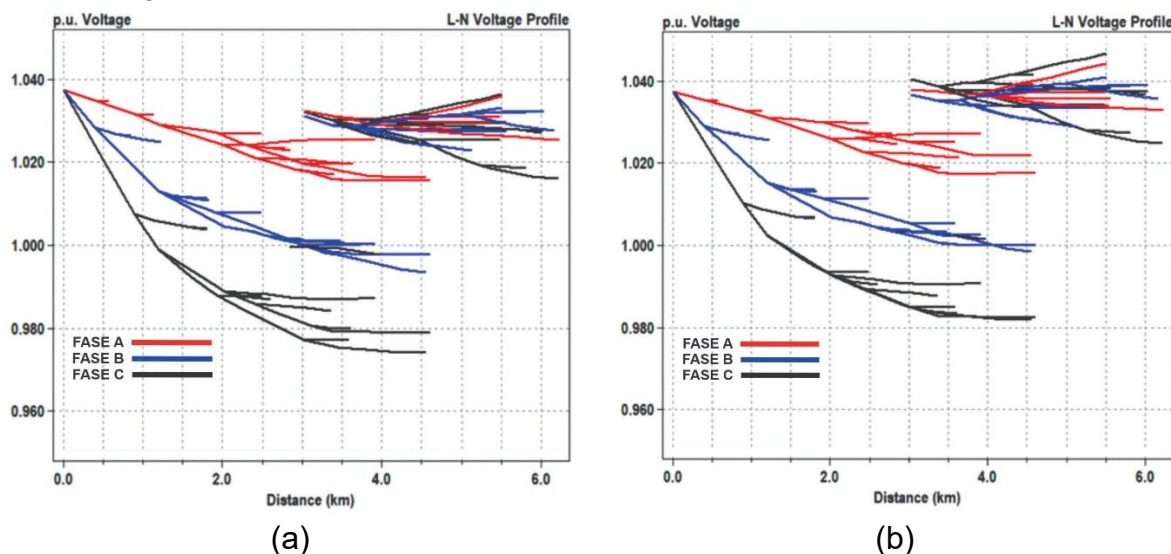 p.u. Voltage L-N Voltage Profile
1.040
1.020
1.000
0.980
0.960
FASE A
FASE B
FASE C
0.0 2.0 4.0 6.0
Distance (km)
(a)
p.u. Voltage L-N Voltage Profile
1.040
1.020
1.000
0.980
0.960
FASE A
FASE B
FASE C
0.0 2.0 4.0 6.0
Distance (km)
(b)